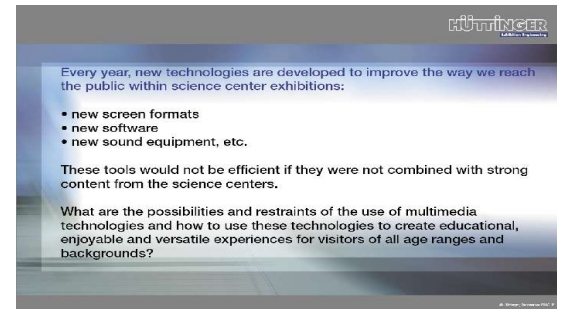 HÜTTINGER
Exhibition Engineering
Every year, new technologies are developed to improve the way we reach
the public within science center exhibitions:
• new screen formats
• new software
• new sound equipment, etc.
These tools would not be efficient if they were not combined with strong
content from the science centers.
What are the possibilities and restraints of the use of multimedia
technologies and how to use these technologies to create educational,
enjoyable and versatile experiences for visitors of all age ranges and
backgrounds?